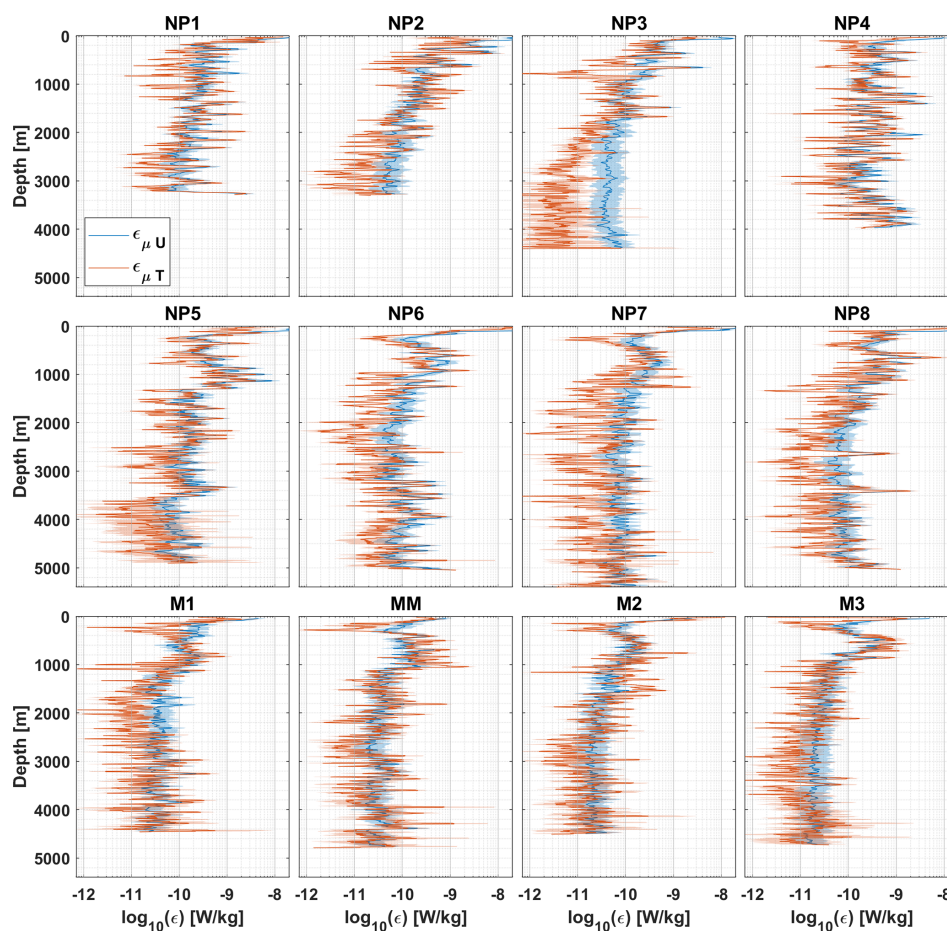 NP1 NP2 NP3 NP4
0
1000
2000
3000
4000
5000
Depth [m]
ϵμ U
ϵμ T
NP5 NP6 NP7 NP8
0
1000
2000
3000
4000
5000
Depth [m]
M1 MM M2 M3
0
1000
2000
3000
4000
5000
Depth [m]
-12 -11 -10 -9 -8 -12 -11 -10 -9 -8 -12 -11 -10 -9 -8 -12 -11 -10 -9 -8
log10(ϵ) [W/kg] log10(ϵ) [W/kg] log10(ϵ) [W/kg] log10(ϵ) [W/kg]